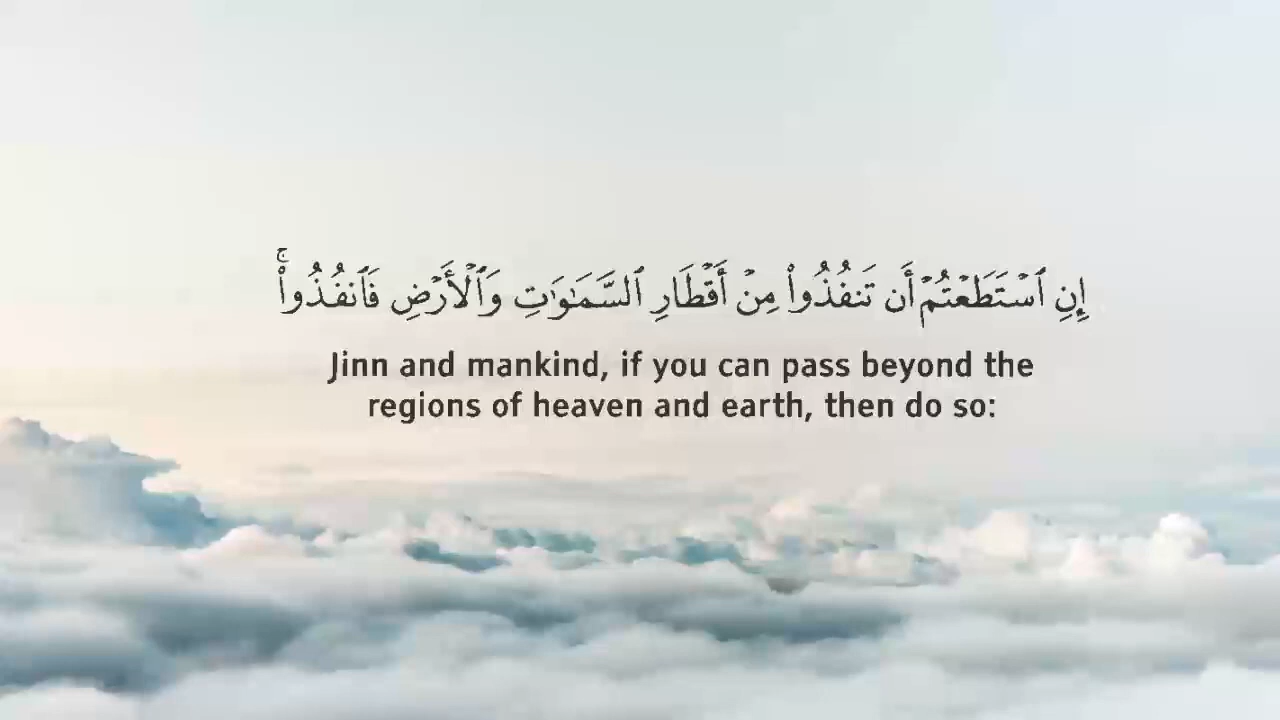 إِنِ ٱسْتَطَعْتُمْ أَن تَنفُذُوا۟ مِنْ أَقْطَارِ ٱلسَّمَـٰوَٰتِ وَٱلْأَرْضِ فَٱنفُذُوا۟ ۚ
Jinn and mankind, if you can pass beyond the
regions of heaven and earth, then do so: